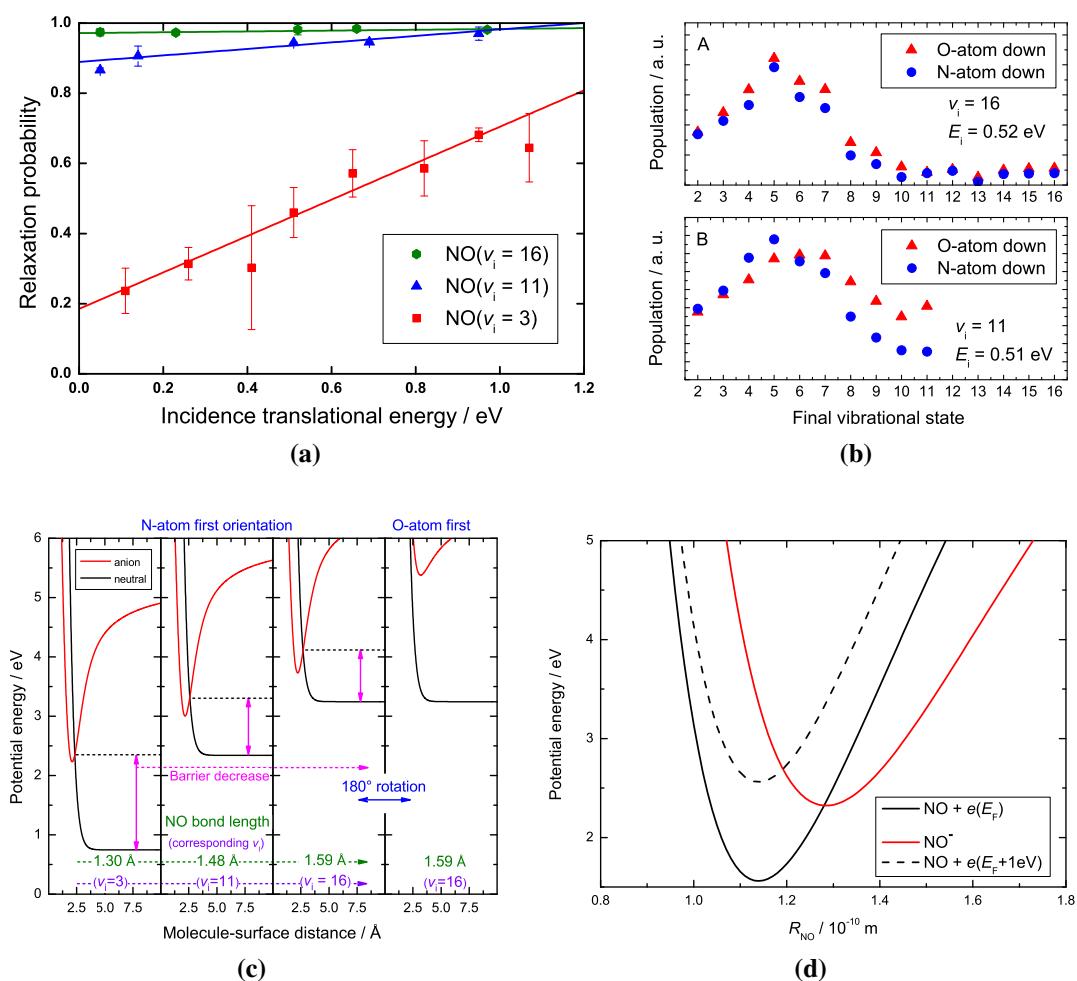 Relaxation probability
1.0
0.8
0.6
0.4
0.2
0.0
NO(vᵢ = 16)
NO(vᵢ = 11)
NO(vᵢ = 3)
0.0 0.2 0.4 0.6 0.8 1.0 1.2
Incidence translational energy / eV
(a)
Population / a. u.
A
O-atom down
N-atom down
vᵢ = 16
Eᵢ = 0.52 eV
2 3 4 5 6 7 8 9 10 11 12 13 14 15 16
Population / a. u.
B
O-atom down
N-atom down
vᵢ = 11
Eᵢ = 0.51 eV
2 3 4 5 6 7 8 9 10 11 12 13 14 15 16
Final vibrational state
(b)
N-atom first orientation
O-atom first
Potential energy / eV
6
5
4
3
2
1
0
anion
neutral
Barrier decrease
180° rotation
NO bond length
(corresponding vᵢ)
1.30 Å 1.48 Å 1.59 Å 1.59 Å
(vᵢ=3) (vᵢ=11) (vᵢ = 16) (vᵢ=16)
2.5 5.0 7.5 2.5 5.0 7.5 2.5 5.0 7.5 2.5 5.0 7.5
Molecule-surface distance / Å
(c)
Potential energy / eV
5
4
3
2
NO + e(E_F)
NO⁻
NO + e(E_F+1eV)
0.8 1.0 1.2 1.4 1.6 1.8
R_NO / 10⁻¹⁰ m
(d)